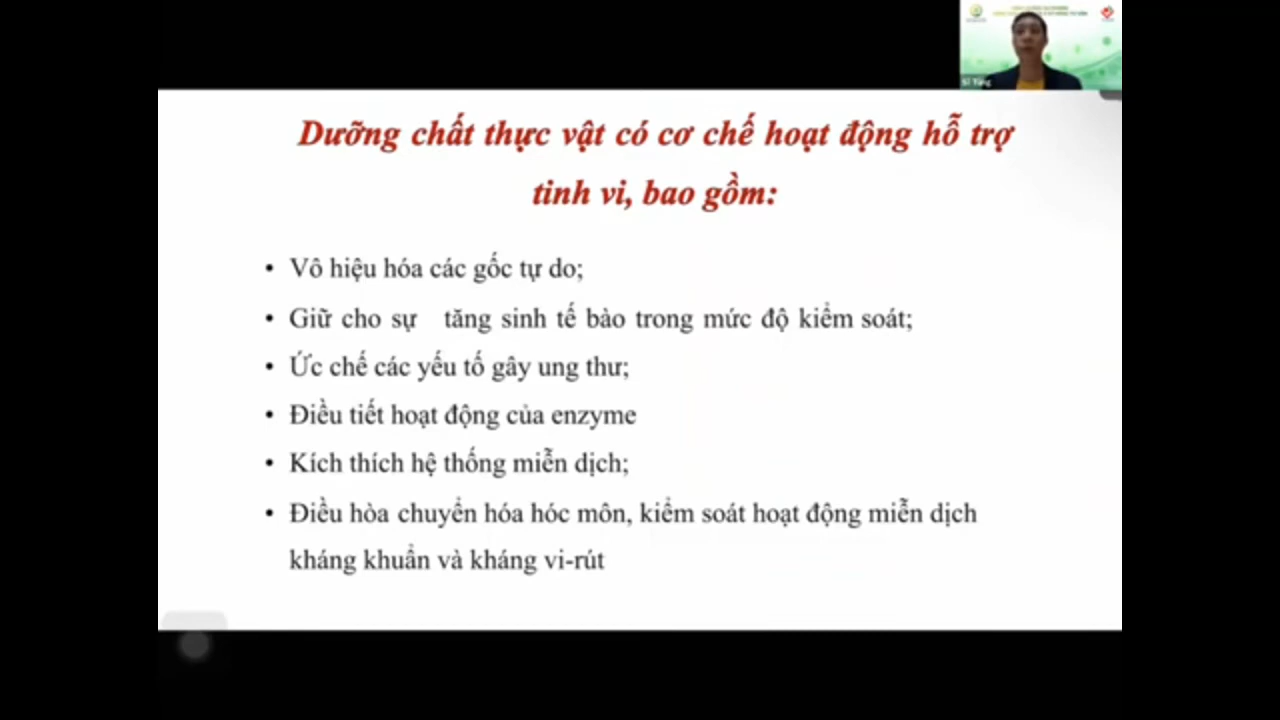 Dưỡng chất thực vật có cơ chế hoạt động hỗ trợ
tinh vi, bao gồm:
• Vô hiệu hóa các gốc tự do;
• Giữ cho sự tăng sinh tế bào trong mức độ kiểm soát;
• Ức chế các yếu tố gây ung thư;
• Điều tiết hoạt động của enzyme
• Kích thích hệ thống miễn dịch;
• Điều hòa chuyển hóa hóc môn, kiểm soát hoạt động miễn dịch
kháng khuẩn và kháng vi-rút